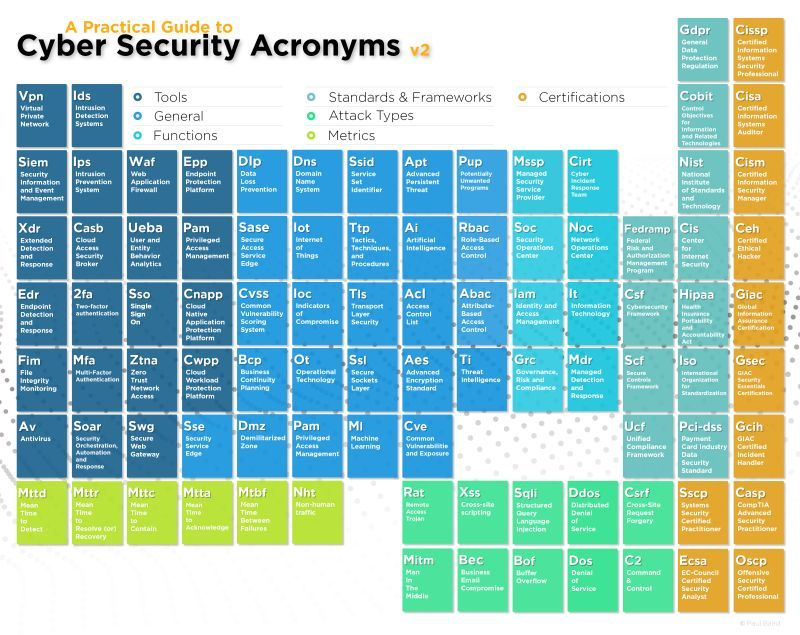 A Practical Guide to
Cyber Security Acronyms v2
Gdpr
General
Data
Protection
Regulation
Cissp
Certified
Information
Systems
Security
Professional
Vpn
Virtual
Private
Network
Ids
Intrusion
Detection
Systems
Tools
General
Functions
Standards & Frameworks
Attack Types
Metrics
Certifications
Cobit
Control
Objectives
for
Information
and Related
Technologies
Cisa
Certified
Information
Systems
Auditor
Siem
Security
Information
and Event
Management
Ips
Intrusion
Prevention
System
Waf
Web
Application
Firewall
Epp
Endpoint
Protection
Platform
Dlp
Data
Loss
Prevention
Dns
Domain
Name
System
Ssid
Service
Set
Identifier
Apt
Advanced
Persistent
Threat
Pup
Potentially
Unwanted
Programs
Mssp
Managed
Security
Service
Provider
Cirt
Cyber
Incident
Response
Team
Nist
National
Institute
of Standards
and
Technology
Cism
Certified
Information
Security
Manager
Xdr
Extended
Detection
and
Response
Casb
Cloud
Access
Security
Broker
Ueba
User and
Entity
Behavior
Analytics
Pam
Privileged
Access
Management
Sase
Secure
Access
Service
Edge
Iot
Internet
of
Things
Ttp
Tactics,
Techniques,
and
Procedures
Ai
Artificial
Intelligence
Rbac
Role-Based
Access
Control
Soc
Security
Operations
Center
Noc
Network
Operations
Center
Fedramp
Federal
Risk and
Authorization
Management
Program
Cis
Center
for
Internet
Security
Ceh
Certified
Ethical
Hacker
Edr
Endpoint
Detection
and
Response
2fa
Two-factor
authentication
Sso
Single
Sign
On
Cnapp
Cloud
Native
Application
Protection
Platform
Cvss
Common
Vulnerability
Scoring
System
Ioc
Indicators
of
Compromise
Tls
Transport
Layer
Security
Acl
Access
Control
List
Abac
Attribute-
Based
Access
Control
Iam
Identity and
Access
Management
It
Information
Technology
Csf
Cybersecurity
Framework
Hipaa
Health
Insurance
Portability
and
Accountability
Act
Giac
Global
Information
Assurance
Certification
Fim
File
Integrity
Monitoring
Mfa
Multi-Factor
Authentication
Ztna
Zero
Trust
Network
Access
Cwpp
Cloud
Workload
Protection
Platform
Bcp
Business
Continuity
Planning
Ot
Operational
Technology
Ssl
Secure
Sockets
Layer
Aes
Advanced
Encryption
Standard
Ti
Threat
Intelligence
Grc
Governance,
Risk and
Compliance
Mdr
Managed
Detection
and
Response
Scf
Secure
Controls
Framework
Iso
International
Organization
for
Standardization
Gsec
GIAC
Security
Essentials
Certification
Av
Antivirus
Soar
Security
Orchestration,
Automation
and
Response
Swg
Secure
Web
Gateway
Sse
Security
Service
Edge
Dmz
Demilitarized
Zone
Pam
Privileged
Access
Management
Ml
Machine
Learning
Cve
Common
Vulnerabilitie
and Exposure
Ucf
Unified
Compliance
Framework
Pci-dss
Payment
Card Industry
Data
Security
Standard
Gcih
GIAC
Certified
Incident
Handler
Mttd
Mean
Time
to
Detect
Mttr
Mean
Time
to
Resolve (or)
Recovery
Mttc
Mean
Time
to
Contain
Mtta
Mean
Time
to
Acknowledge
Mtbf
Mean
Time
Between
Failures
Nht
Non-human
traffic
Rat
Remote
Access
Trojan
Xss
Cross-site
scripting
Sqli
Structured
Query
Language
Injection
Ddos
Distributed
Denial
of
Service
Csrf
Cross-Site
Request
Forgery
Sscp
Systems
Security
Certified
Practitioner
Casp
CompTIA
Advanced
Security
Practitioner
Mitm
Man
In
The
Middle
Bec
Business
Email
Compromise
Bof
Buffer
Overflow
Dos
Denial
of
Service
C2
Command
& Control
Ecsa
EC-Council
Certified
Security
Analyst
Oscp
Offensive
Security
Certified
Professional
© Paul Baird